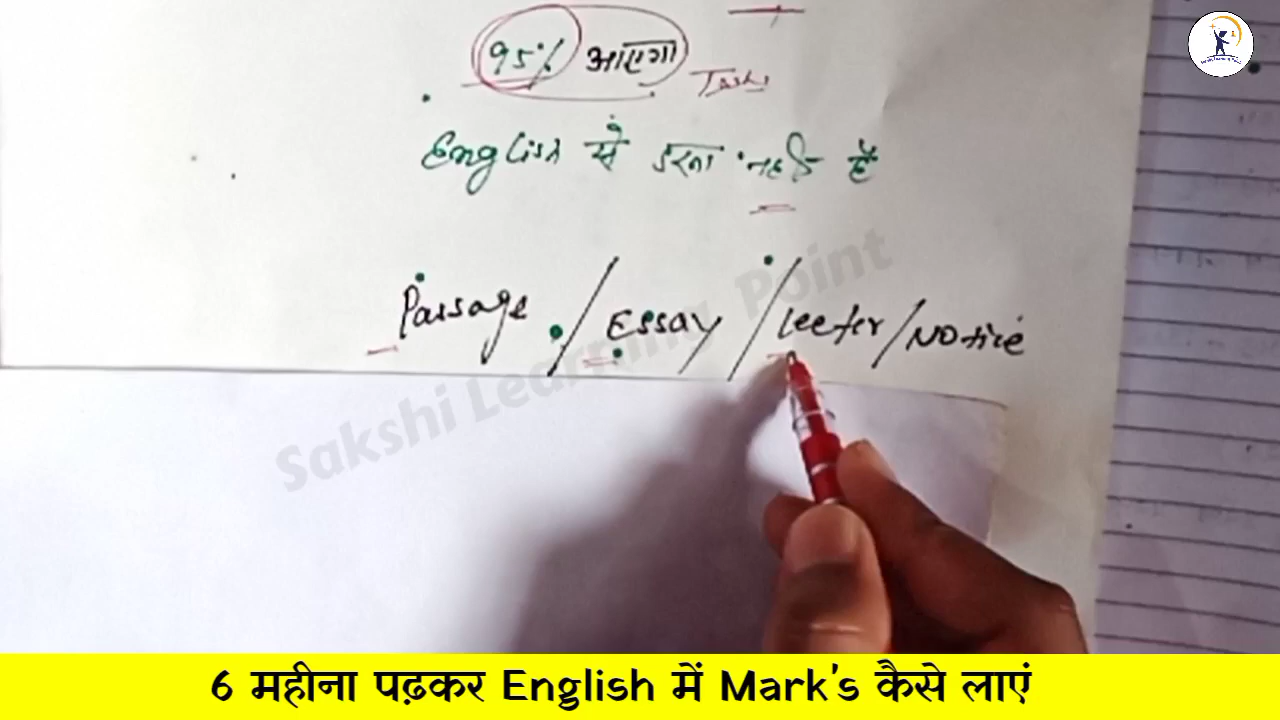 95% आएगा
English से डरना नहीं है
Passage / Essay / Leeter / Notice
Sakshi Learning Point
6 महीना पढ़कर English में Mark's कैसे लाएं